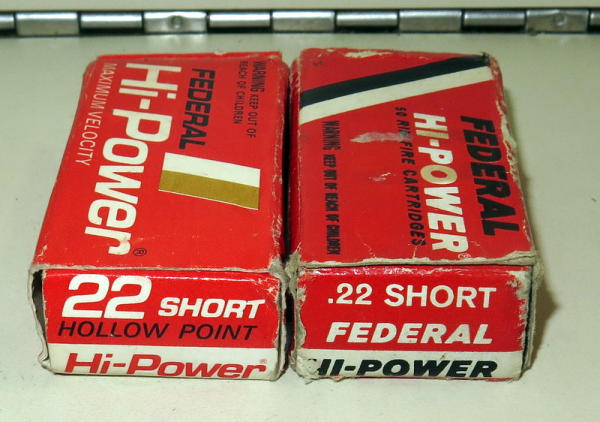 FEDERAL
Hi-Power®
MAXIMUM VELOCITY
WARNING KEEP OUT OF
REACH OF CHILDREN
22 SHORT
HOLLOW POINT
Hi-Power®
FEDERAL
HI-POWER®
50 RIM FIRE CARTRIDGES
WARNING KEEP OUT OF REACH OF CHILDREN
.22 SHORT
FEDERAL
HI-POWER